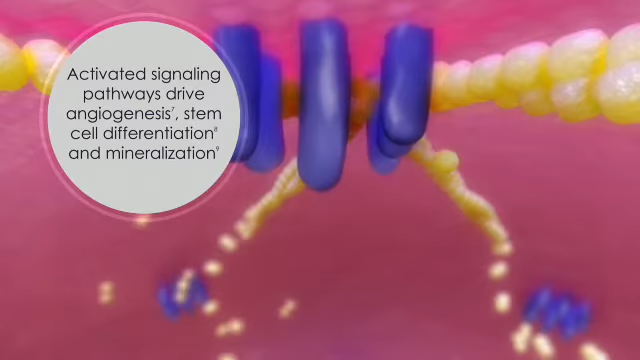 Activated signaling
pathways drive
angiogenesis⁷, stem
cell differentiation⁸
and mineralization⁹